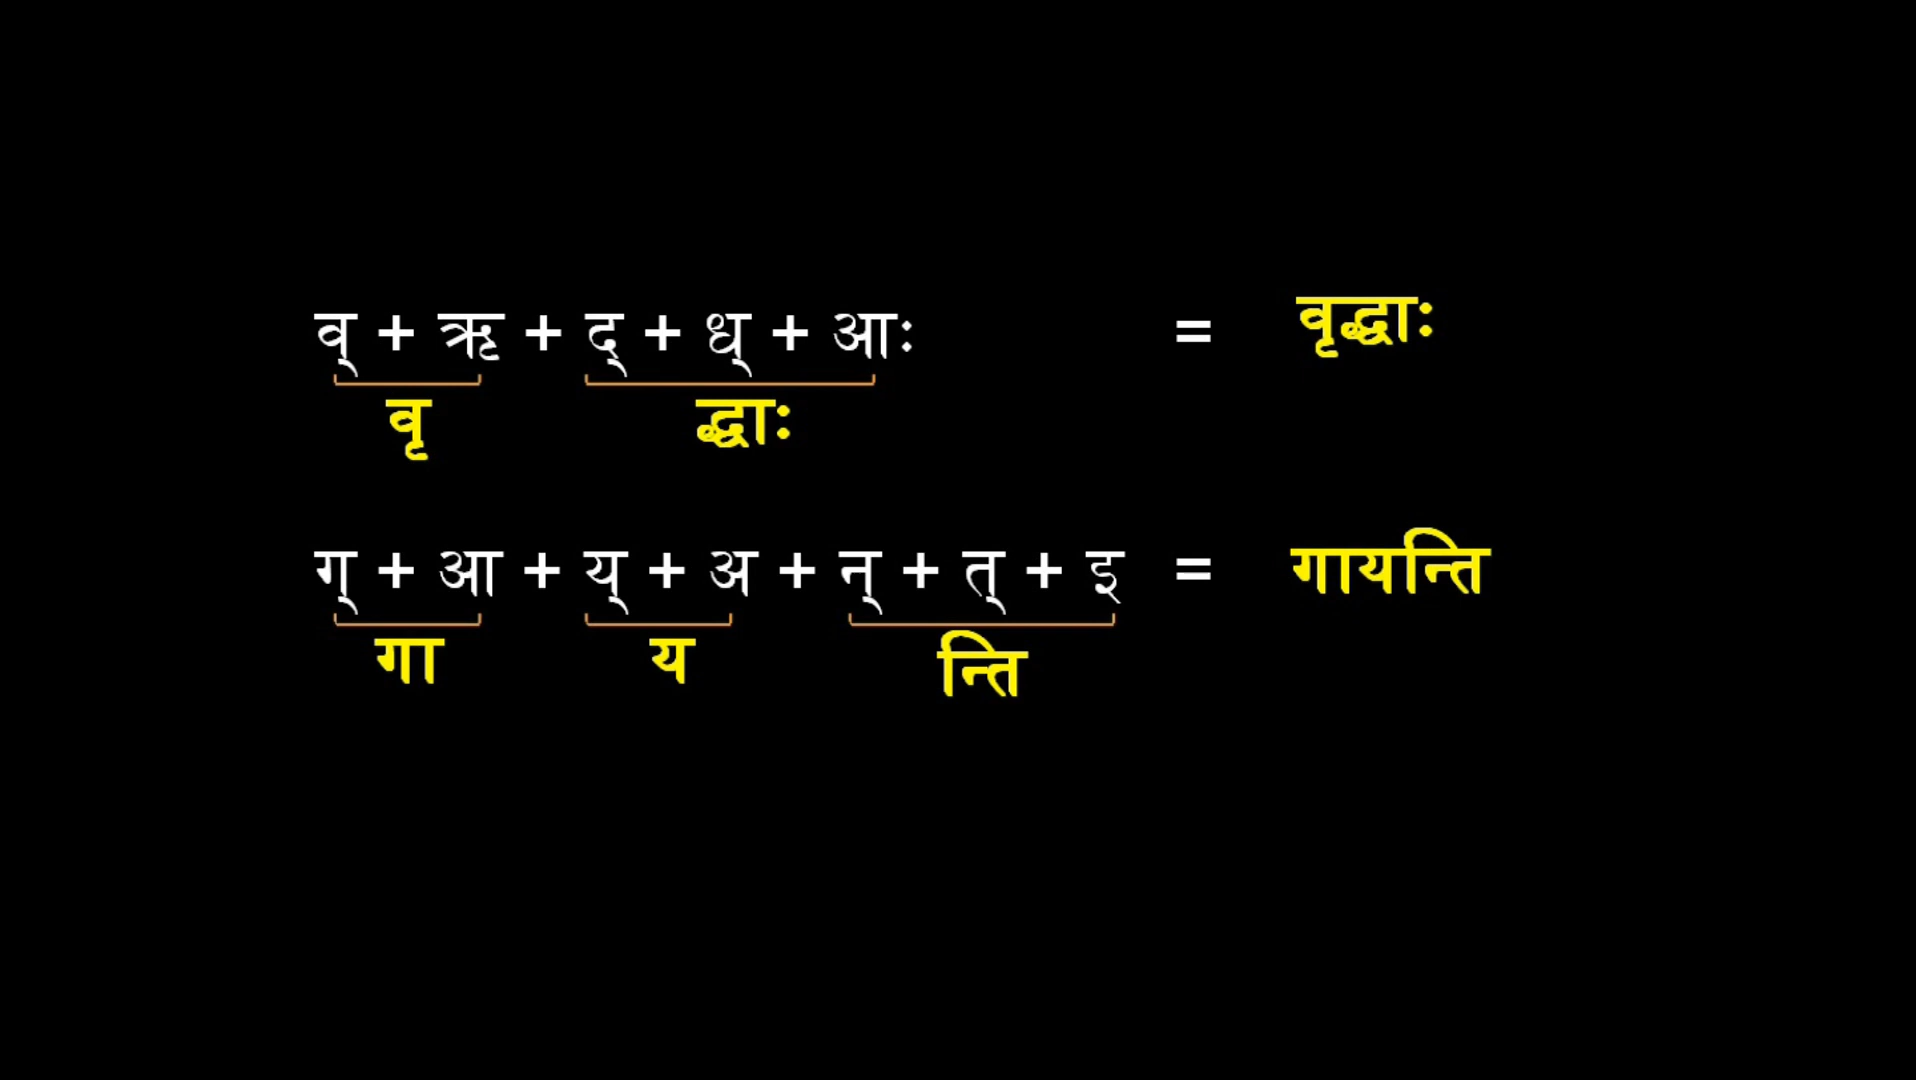 व् + ऋ + द् + ध् + आः = वृद्धाः
वृ द्धाः
ग् + आ + य् + अ + न् + त् + इ = गायन्ति
गा य न्ति